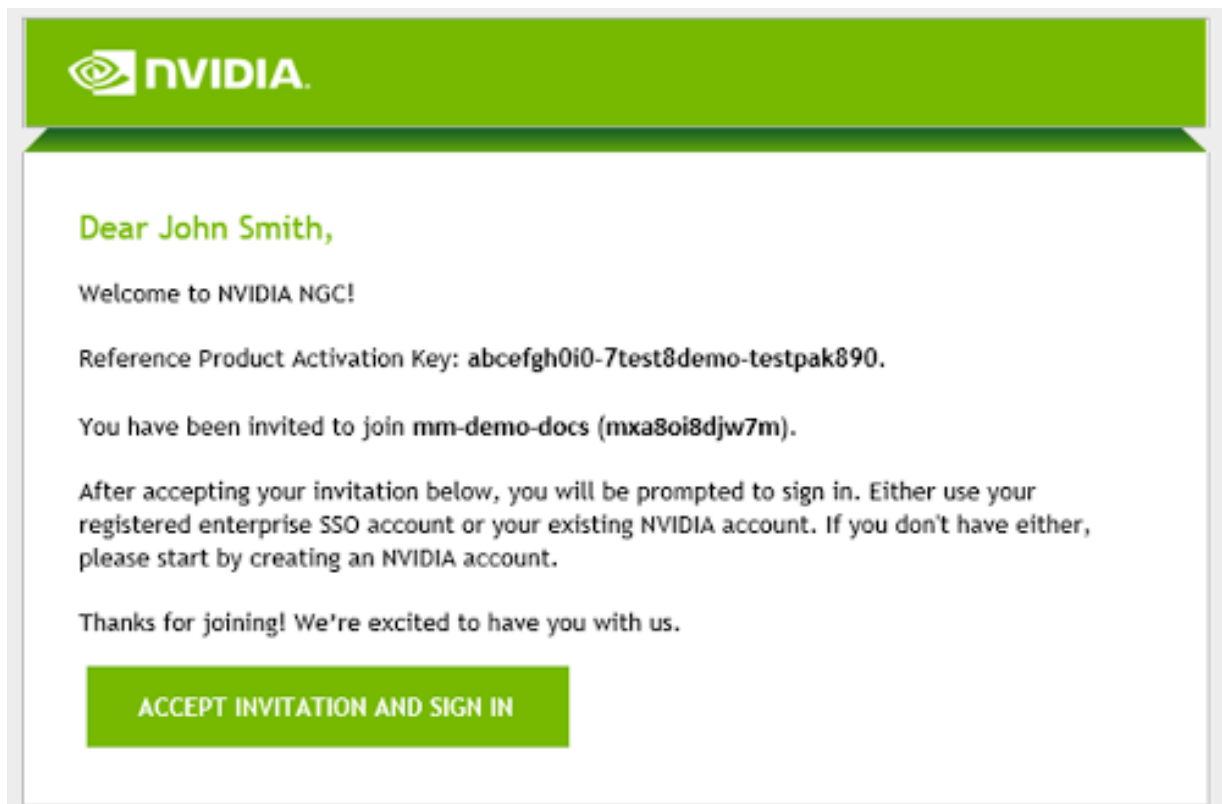 NVIDIA.
Dear John Smith,
Welcome to NVIDIA NGC!
Reference Product Activation Key: abcefgh0i0-7test8demo-testpak890.
You have been invited to join mm-demo-docs (mxa8oi8djw7m).
After accepting your invitation below, you will be prompted to sign in. Either use your
registered enterprise SSO account or your existing NVIDIA account. If you don't have either,
please start by creating an NVIDIA account.
Thanks for joining! We’re excited to have you with us.
ACCEPT INVITATION AND SIGN IN